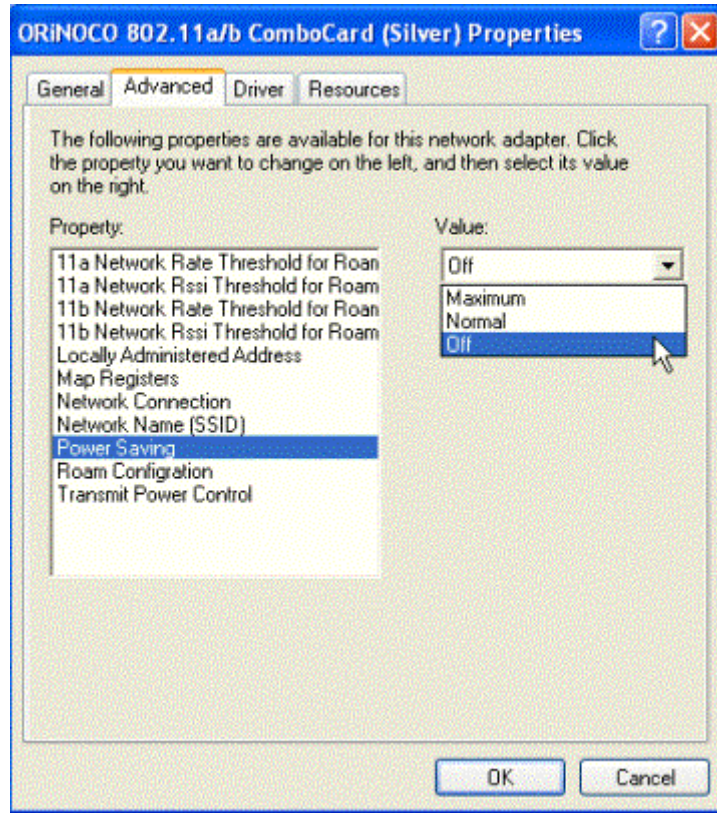 ORiNOCO 802.11a/b ComboCard (Silver) Properties
General Advanced Driver Resources
The following properties are available for this network adapter. Click
the property you want to change on the left, and then select its value
on the right.
Property:
11a Network Rate Threshold for Roan
11a Network Rssi Threshold for Roam
11b Network Rate Threshold for Roan
11b Network Rssi Threshold for Roam
Locally Administered Address
Map Registers
Network Connection
Network Name (SSID)
Power Saving
Roam Configration
Transmit Power Control
Value:
Off
Maximum
Normal
Off
OK Cancel